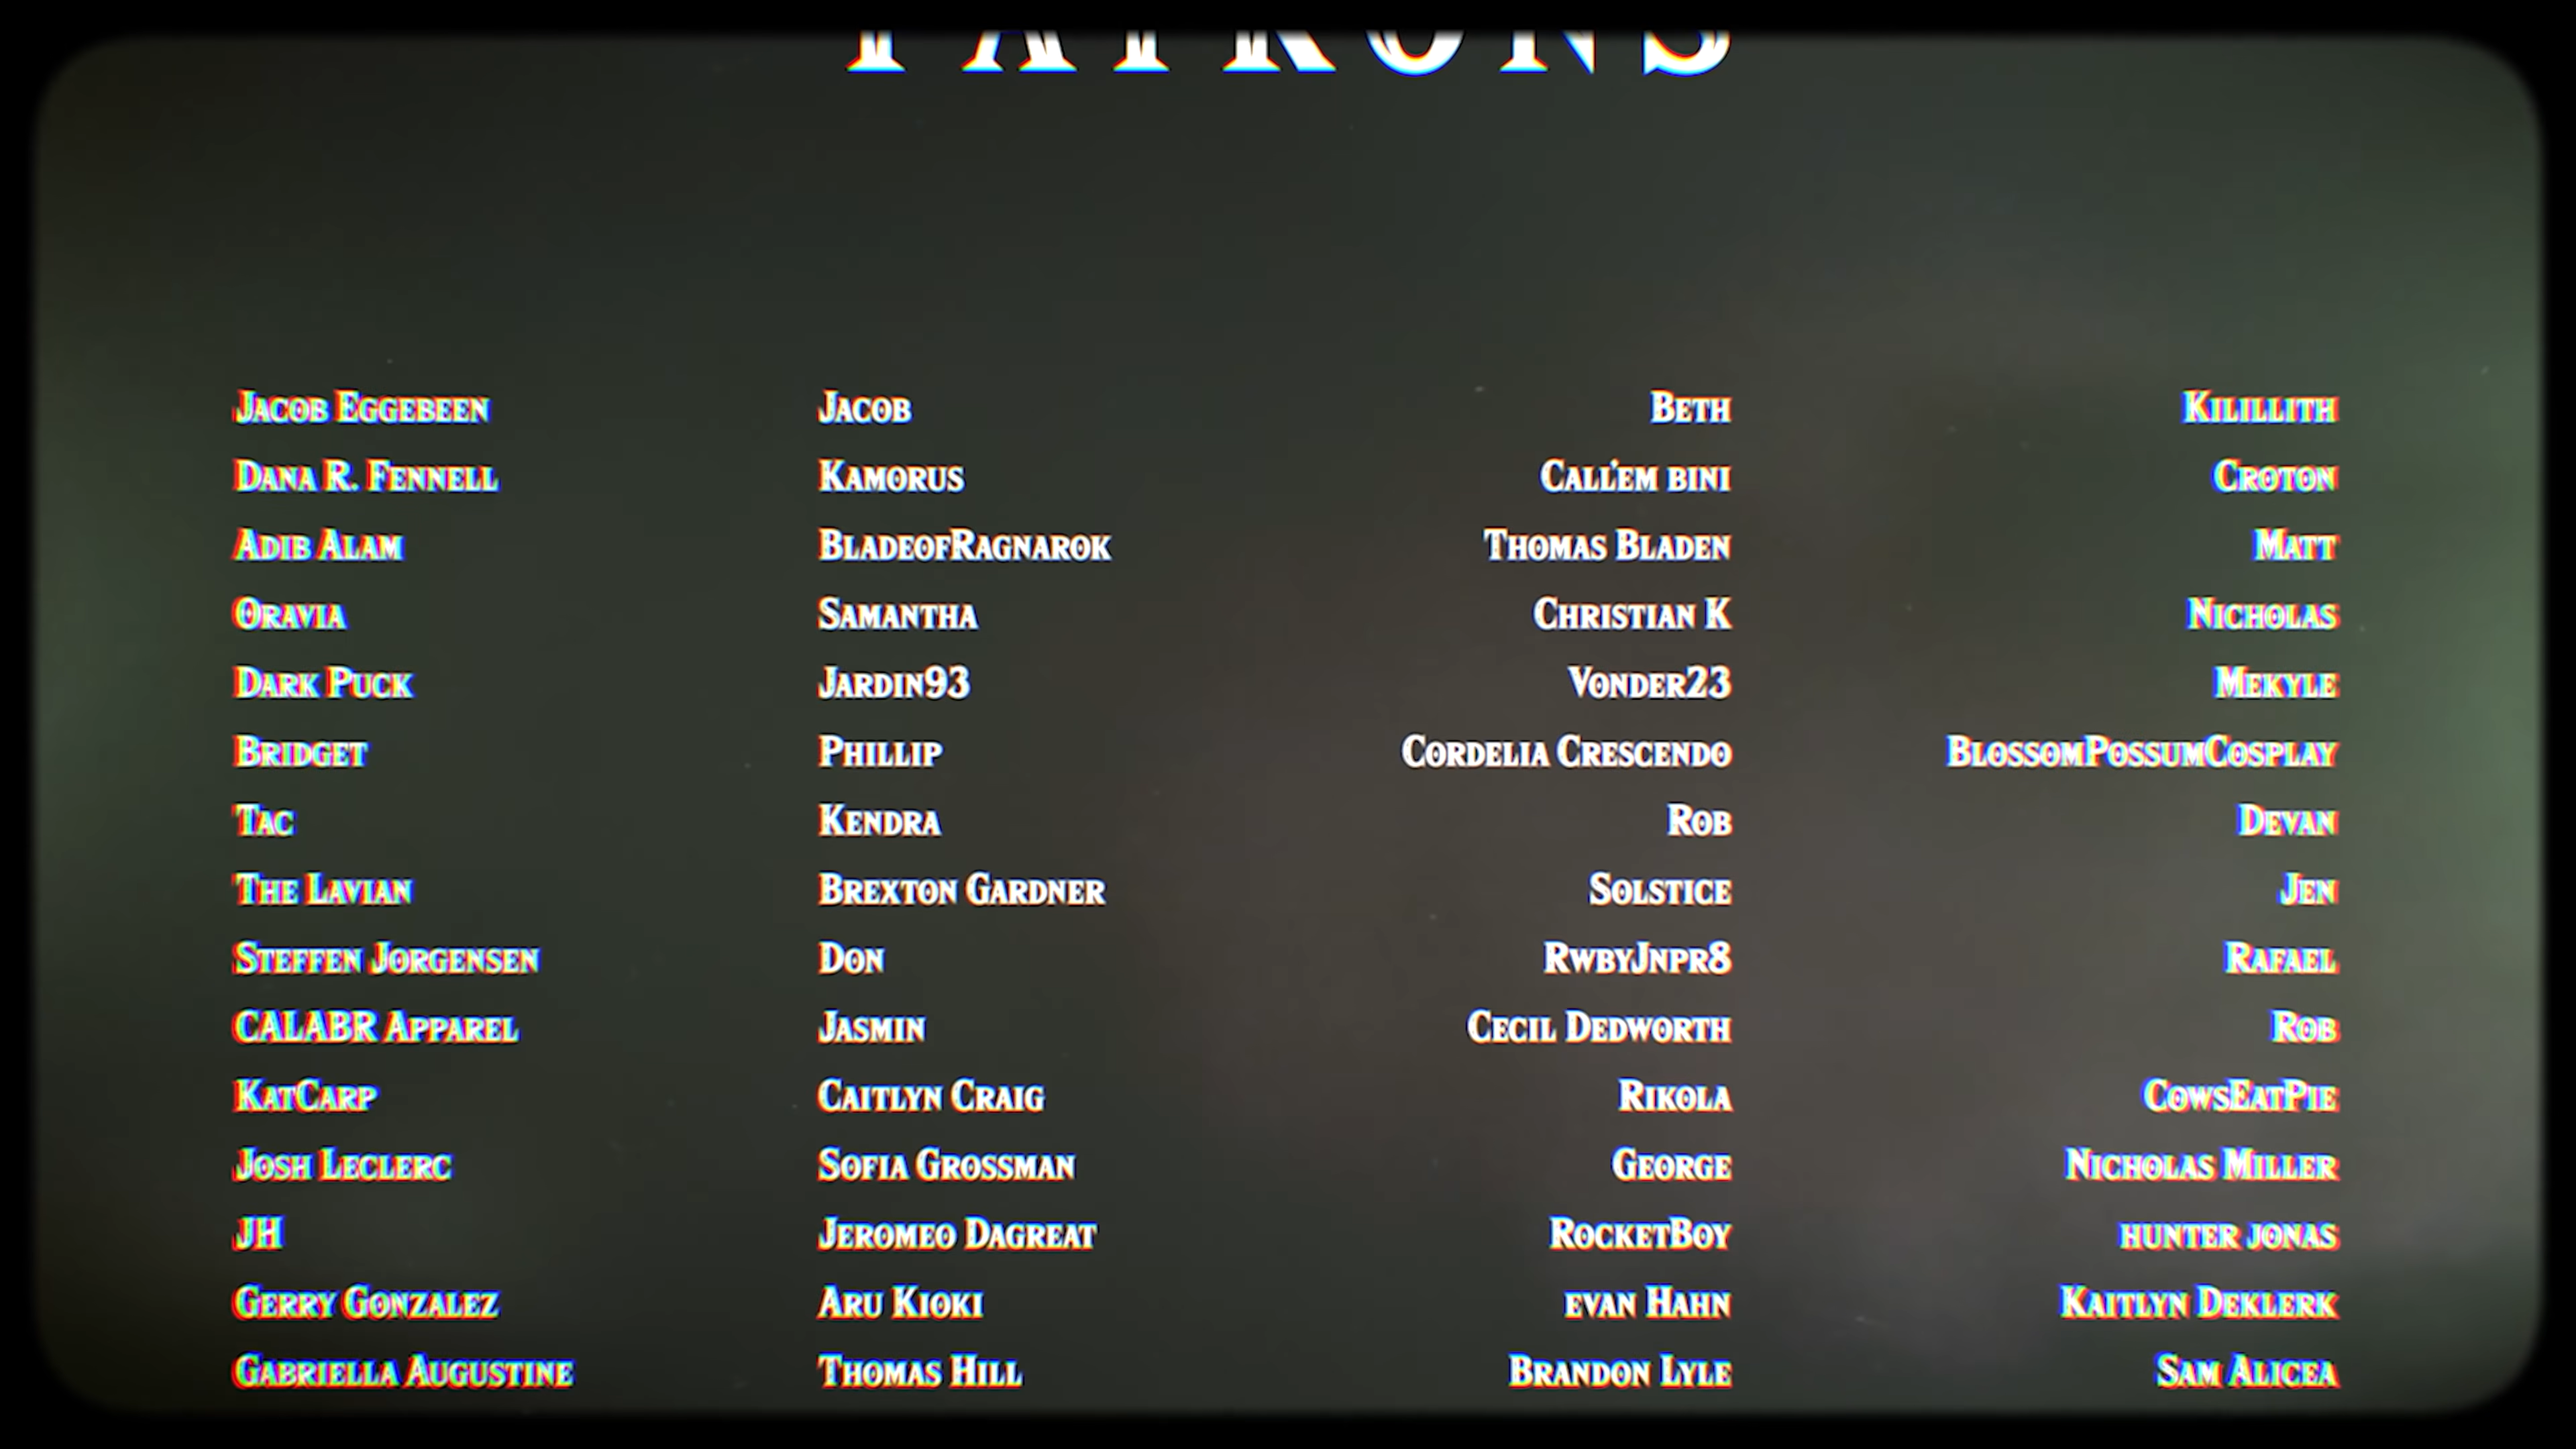 PATRONS
Jacob Eggebeen Jacob Beth Kilillith
Dana R. Fennell Kamorus Call'em bini Croton
Adib Alam BladeofRagnarok Thomas Bladen Matt
Oravia Samantha Christian K Nicholas
Dark Puck Jardin93 Vonder23 Mekyle
Bridget Phillip Cordelia Crescendo BlossomPossumCosplay
Tac Kendra Rob Devan
The Lavian Brexton Gardner Solstice Jen
Steffen Jorgensen Don RwbyJnpr8 Rafael
CALABR Apparel Jasmin Cecil Dedworth Rob
KatCarp Caitlyn Craig Rikola CowsEatPie
Josh Leclerc Sofia Grossman George Nicholas Miller
JH Jeromeo Dagreat RocketBoy hunter jonas
Gerry Gonzalez Aru Kioki evan Hahn Kaitlyn Deklerk
Gabriella Augustine Thomas Hill Brandon Lyle Sam Alicea